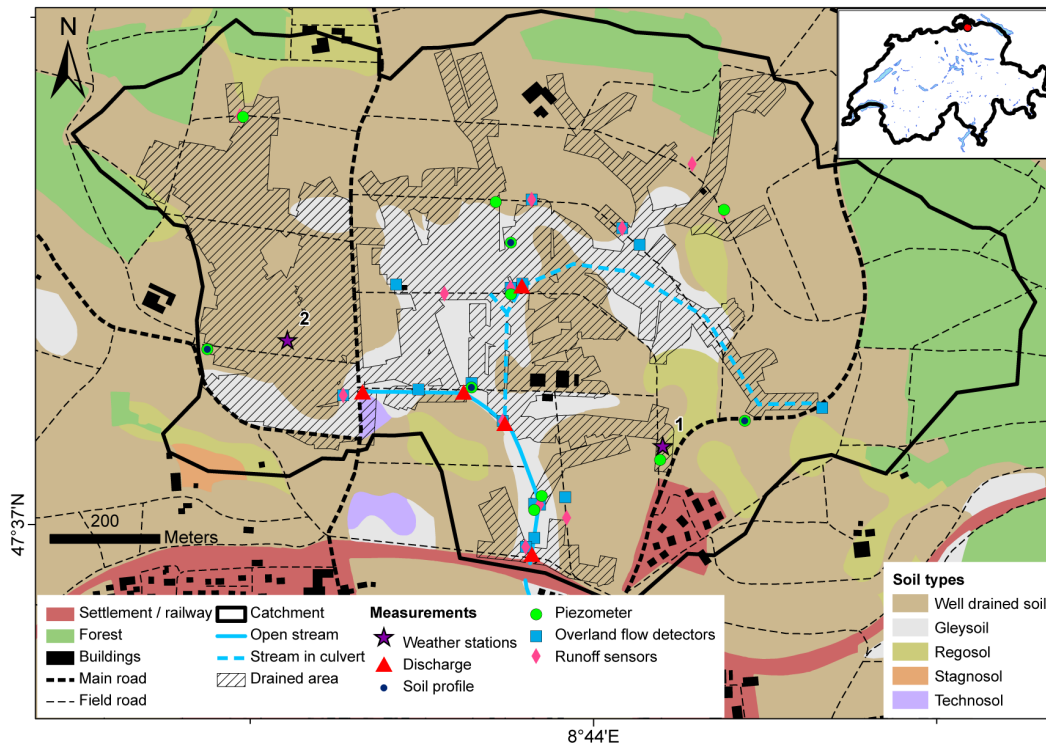 N
2
1
47°37'N
200
Meters
Settlement / railway
Forest
Buildings
Main road
Field road
Catchment
Open stream
Stream in culvert
Drained area
Measurements
Weather stations
Discharge
Soil profile
Piezometer
Overland flow detectors
Runoff sensors
Soil types
Well drained soil
Gleysoil
Regosol
Stagnosol
Technosol
8°44'E